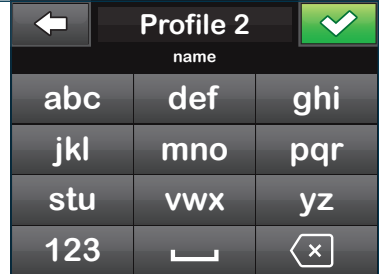 Profile 2
name
abc def ghi
jkl mno pqr
stu vwx yz
123